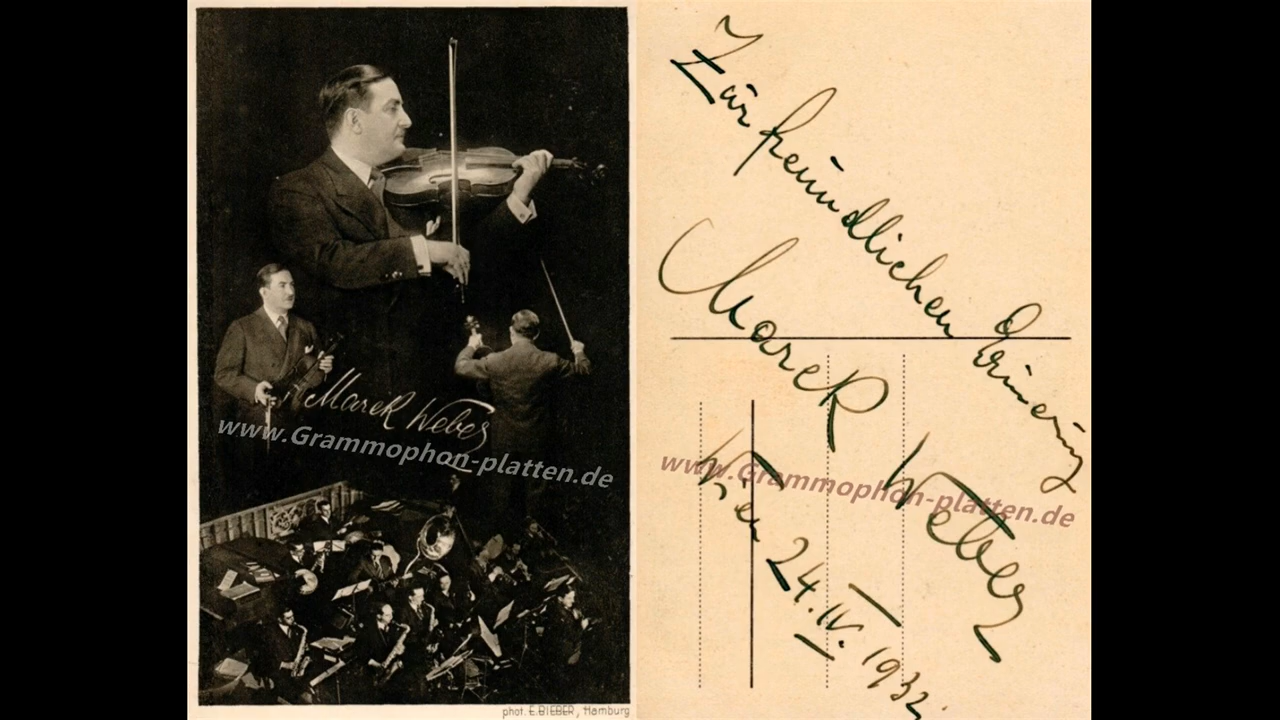 Marek Weber
www.Grammophon-platten.de
phot. E.BIEBER, Hamburg
Zur freundlichen
Marek Weber
www.Grammophon-platten.de
Wien 24.IV.1932